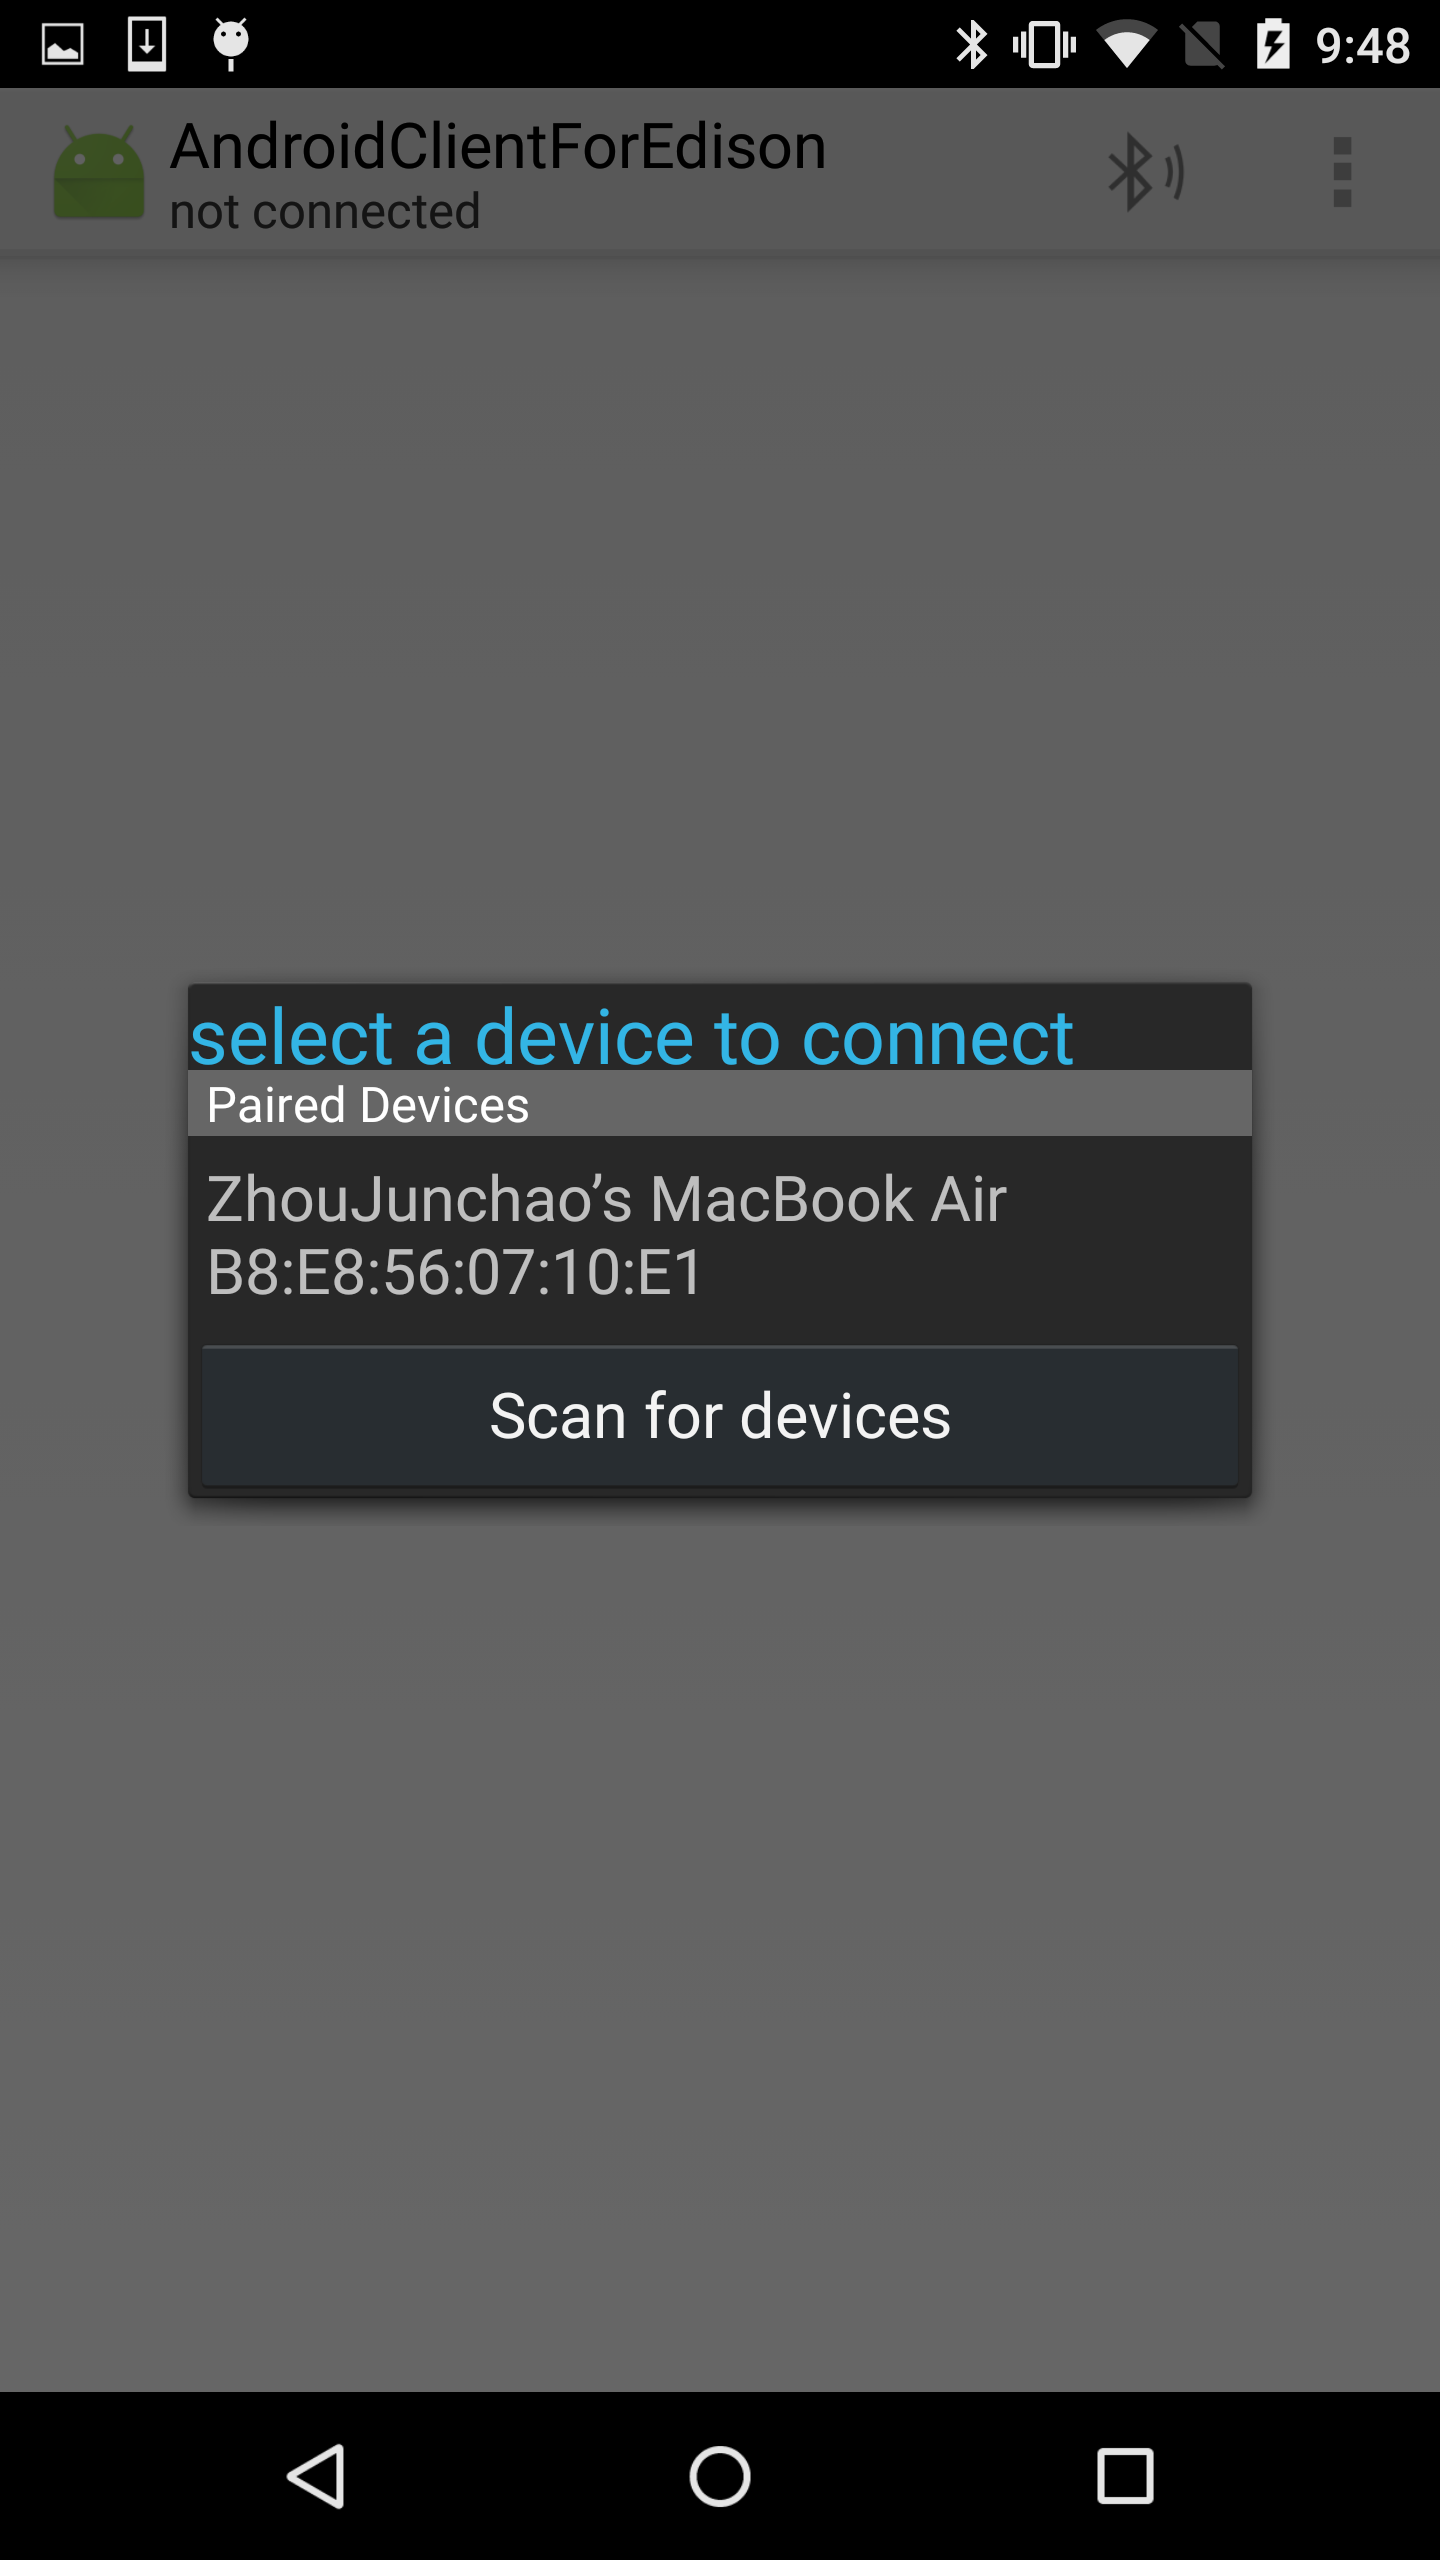 9:48
AndroidClientForEdison
not connected
select a device to connect
Paired Devices
ZhouJunchao’s MacBook Air
B8:E8:56:07:10:E1
Scan for devices